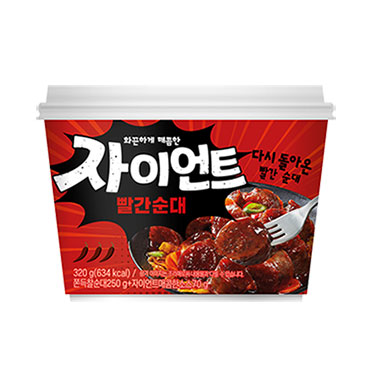 화끈하게 매콤한
자이언트
빨간순대
다시 돌아온
빨간 순대
320 g(634 kcal)
쫀득찰순대250 g+자이언트매콤한소스70 g